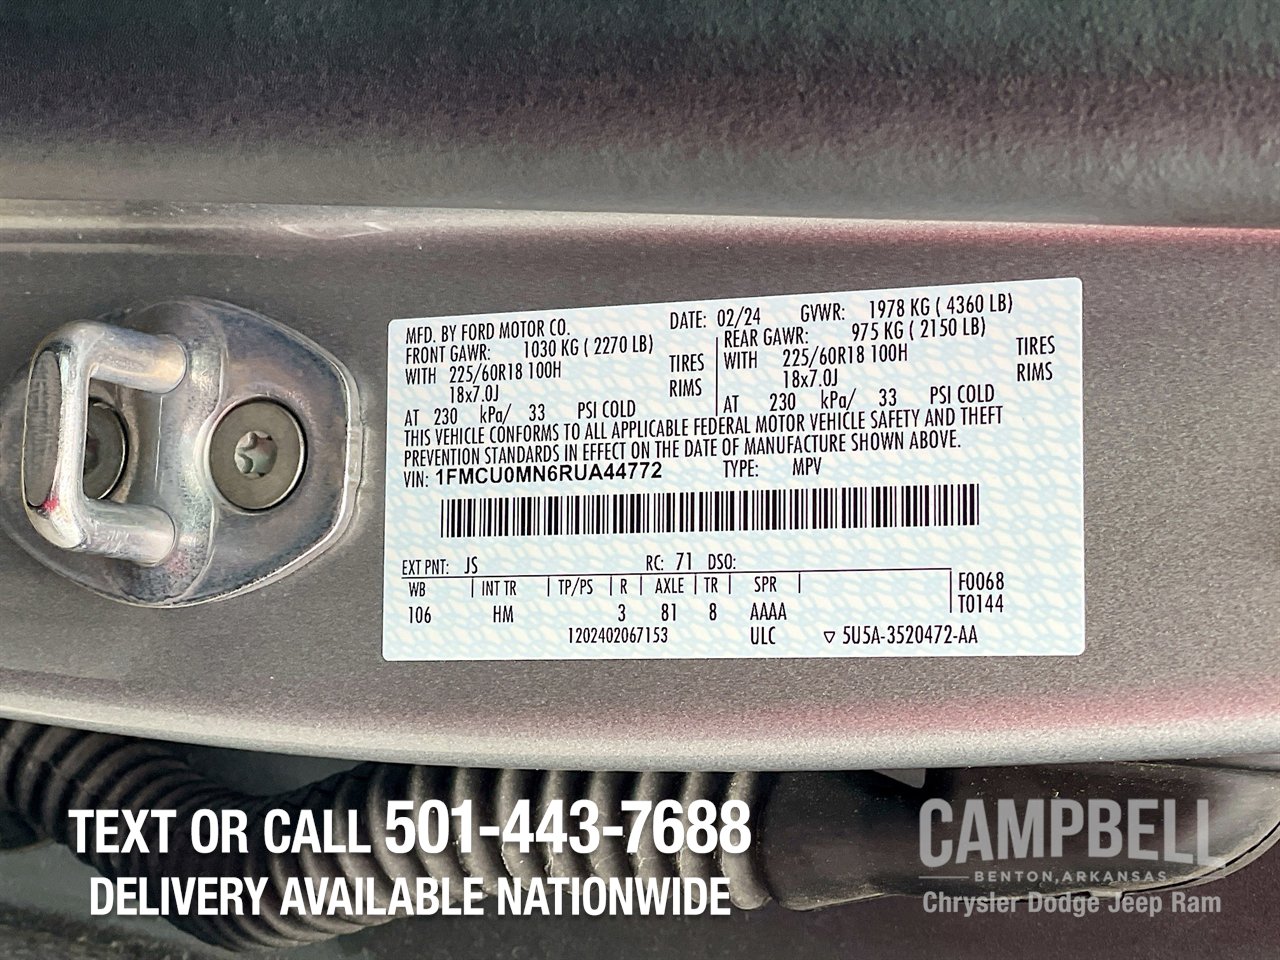 MFD. BY FORD MOTOR CO. DATE: 02/24 GVWR: 1978 KG ( 4360 LB)
FRONT GAWR: 1030 KG ( 2270 LB) REAR GAWR: 975 KG ( 2150 LB)
WITH 225/60R18 100H TIRES WITH 225/60R18 100H TIRES
18x7.0J RIMS 18x7.0J RIMS
AT 230 kPa/ 33 PSI COLD AT 230 kPa/ 33 PSI COLD
THIS VEHICLE CONFORMS TO ALL APPLICABLE FEDERAL MOTOR VEHICLE SAFETY AND THEFT
PREVENTION STANDARDS IN EFFECT ON THE DATE OF MANUFACTURE SHOWN ABOVE.
VIN: 1FMCU0MN6RUA44772 TYPE: MPV
EXT PNT: JS RC: 71 DSO:
WB INT TR TP/PS R AXLE TR SPR F0068
106 HM 3 81 8 AAAA T0144
1202402067153 ULC ▽ 5U5A-3520472-AA
TEXT OR CALL 501-443-7688
DELIVERY AVAILABLE NATIONWIDE
CAMPBELL
BENTON, ARKANSAS
Chrysler Dodge Jeep Ram